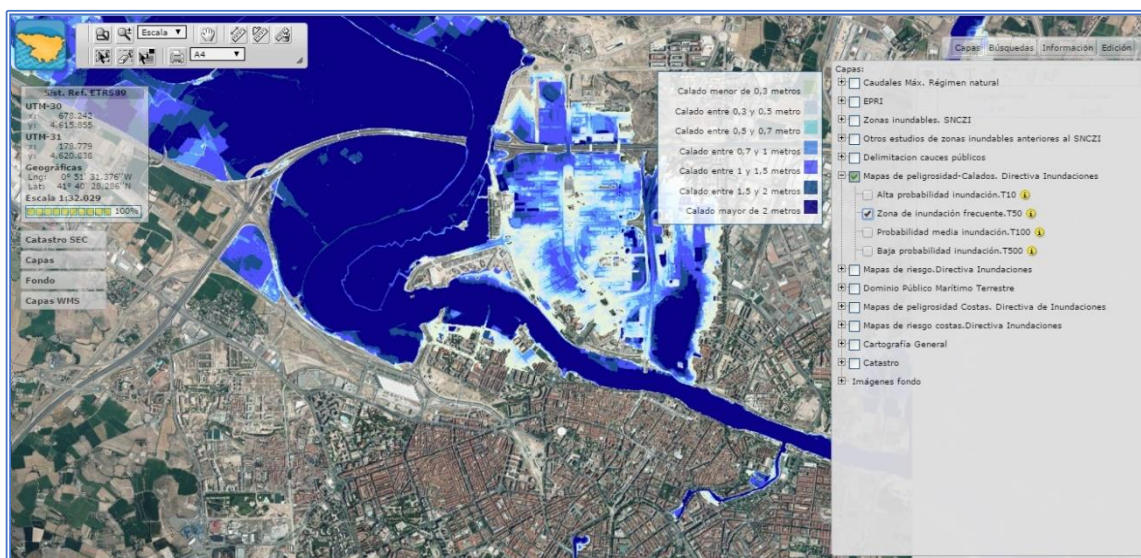 Escala
A4
Sist. Ref. ETRS89
UTM-30
x: 678.242
y: 4.615.855
UTM-31
x: 178.779
y: 4.620.838
Geográficas
Lng: 0º 51' 31.376"W
Lat: 41º 40' 28.286"N
Escala 1:32.029
100%
Catastro SEC
Capas
Fondo
Capas WMS
Calado menor de 0,3 metros
Calado entre 0,3 y 0,5 metros
Calado entre 0,5 y 0,7 metros
Calado entre 0,7 y 1 metros
Calado entre 1 y 1,5 metros
Calado entre 1,5 y 2 metros
Calado mayor de 2 metros
Capas Búsquedas Información Edición
Capas:
Caudales Máx. Régimen natural
EPRI
Zonas inundables. SNCZI
Otros estudios de zonas inundables anteriores al SNCZI
Delimitacion cauces públicos
Mapas de peligrosidad-Calados. Directiva Inundaciones
Alta probabilidad inundación.T10
Zona de inundación frecuente.T50
Probabilidad media inundación.T100
Baja probabilidad inundación.T500
Mapas de riesgo.Directiva Inundaciones
Dominio Público Marítimo Terrestre
Mapas de peligrosidad Costas. Directiva de Inundaciones
Mapas de riesgo costas.Directiva Inundaciones
Cartografía General
Catastro
Imágenes fondo